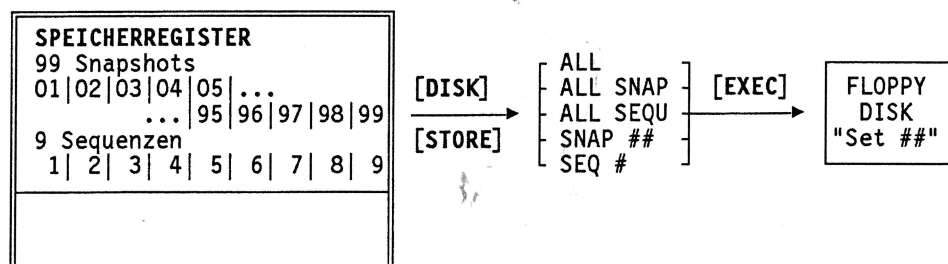 SPEICHERREGISTER
99 Snapshots
01|02|03|04|05|...
...|95|96|97|98|99
9 Sequenzen
1| 2| 3| 4| 5| 6| 7| 8| 9
[DISK]
[STORE]
ALL
ALL SNAP
ALL SEQU
SNAP ##
SEQ #
[EXEC]
FLOPPY
DISK
"Set ##"